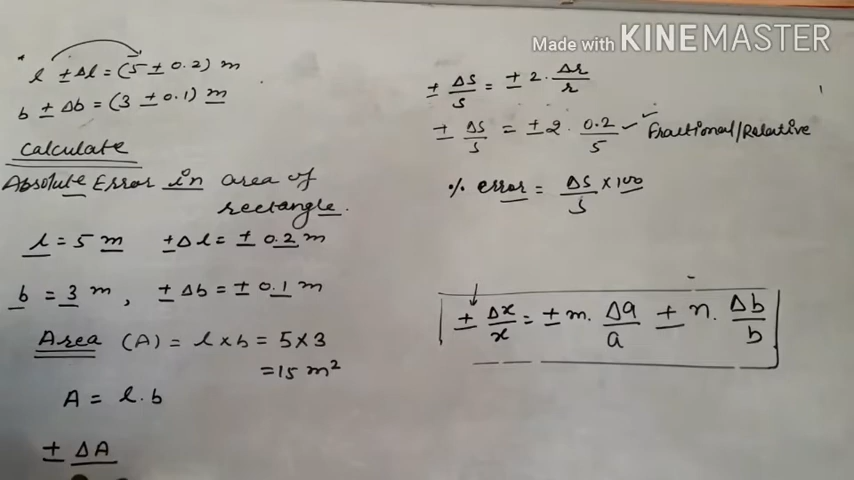 Made with KINEMASTER
l ± Δl = (5 ± 0.2) m
b ± Δb = (3 ± 0.1) m
Calculate
Absolute Error in area of
rectangle.
l = 5 m ± Δl = ± 0.2 m
b = 3 m , ± Δb = ± 0.1 m
Area (A) = l × b = 5 × 3
= 15 m²
A = l . b
± ΔA
± Δs/s = ± 2 . Δr/r
± Δs/s = ± 2 . 0.2/5 Fractional/Relative
% error = Δs/s × 100
± Δx/x = ± m . Δa/a ± n . Δb/b